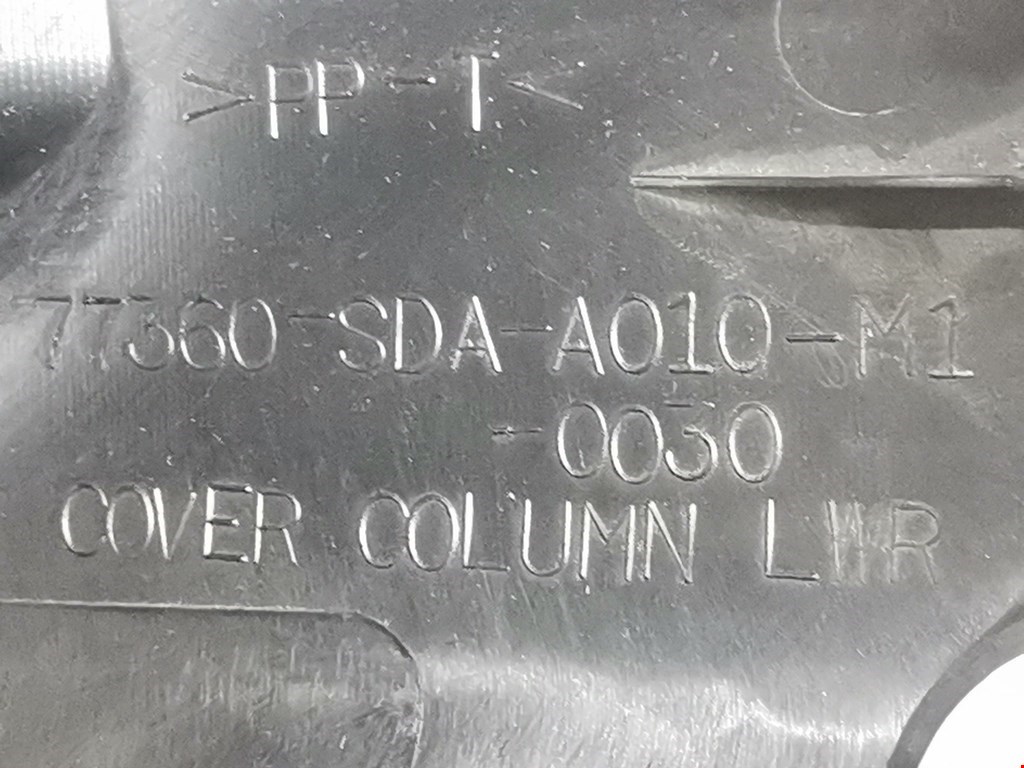 >PP-T<
77360-SDA-A010-M1
-0030
COVER COLUMN LWR